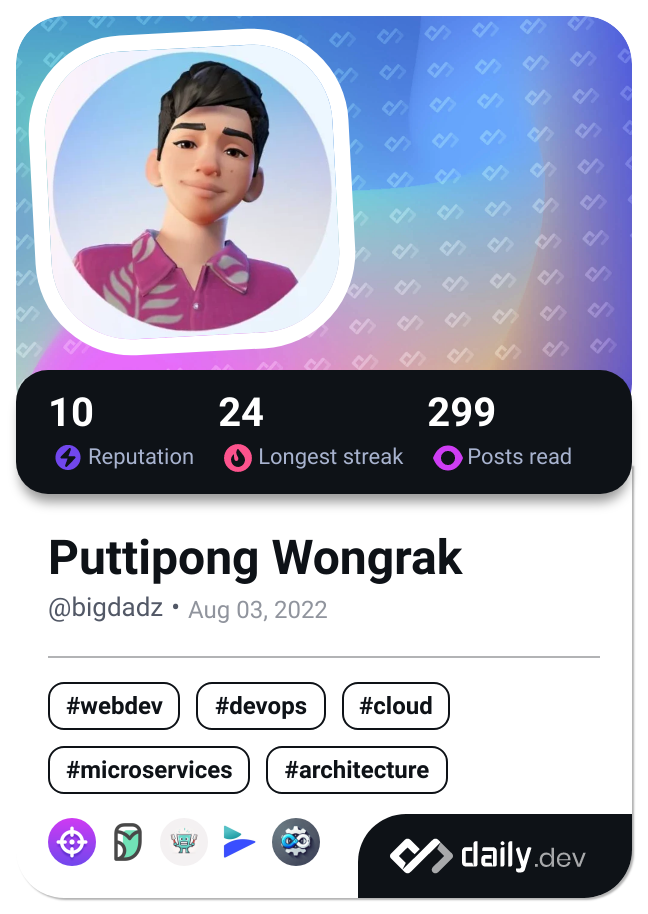 10 24 299
Reputation Longest streak Posts read
Puttipong Wongrak
@bigdadz • Aug 03, 2022
#webdev #devops #cloud
#microservices #architecture
daily.dev